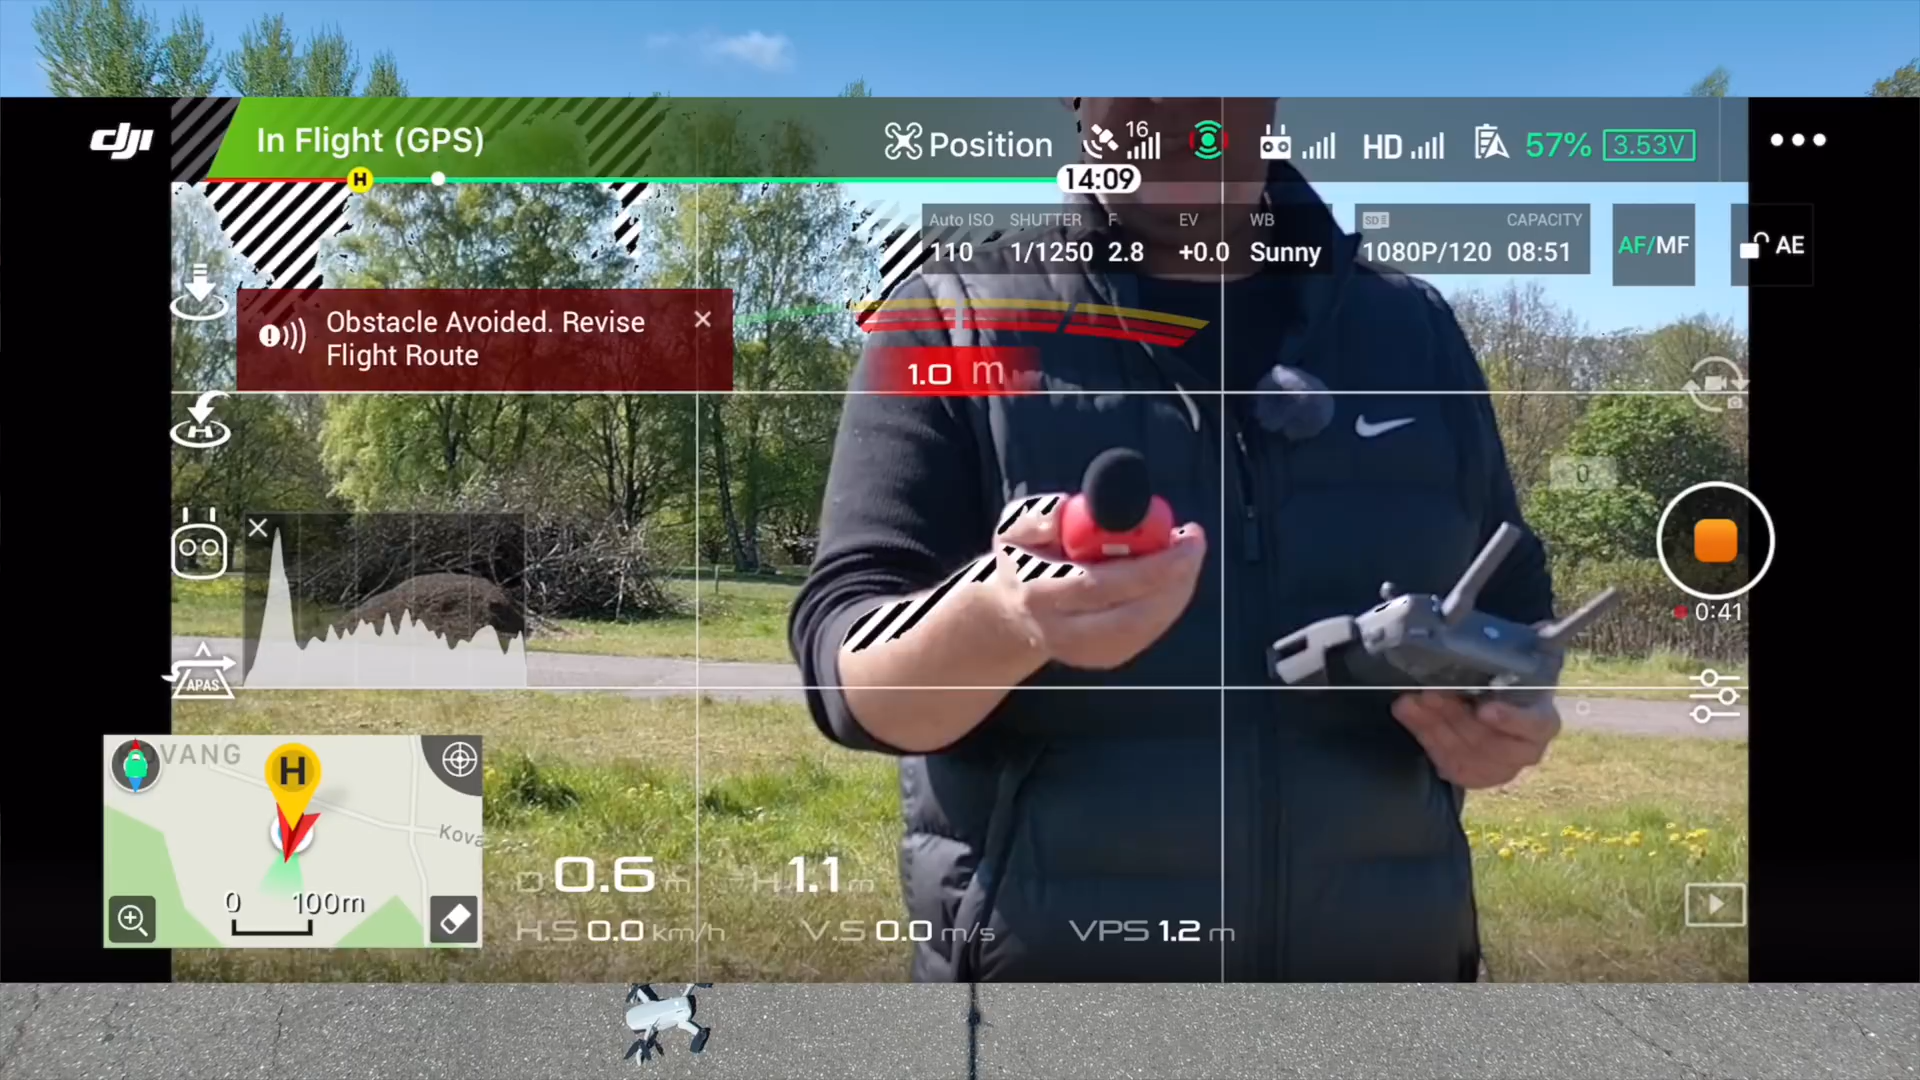 dji
In Flight (GPS)
Position
16
HD
57%
3.53V
H
14:09
Auto ISO
110
SHUTTER
1/1250
F
2.8
EV
+0.0
WB
Sunny
SD
1080P/120
CAPACITY
08:51
AF/MF
AE
Obstacle Avoided. Revise
Flight Route
1.0 m
H
0
0:41
APAS
OVANG
H
Kova
0 100m
D 0.6 m
H 1.1 m
H.S 0.0 km/h
V.S 0.0 m/s
VPS 1.2 m